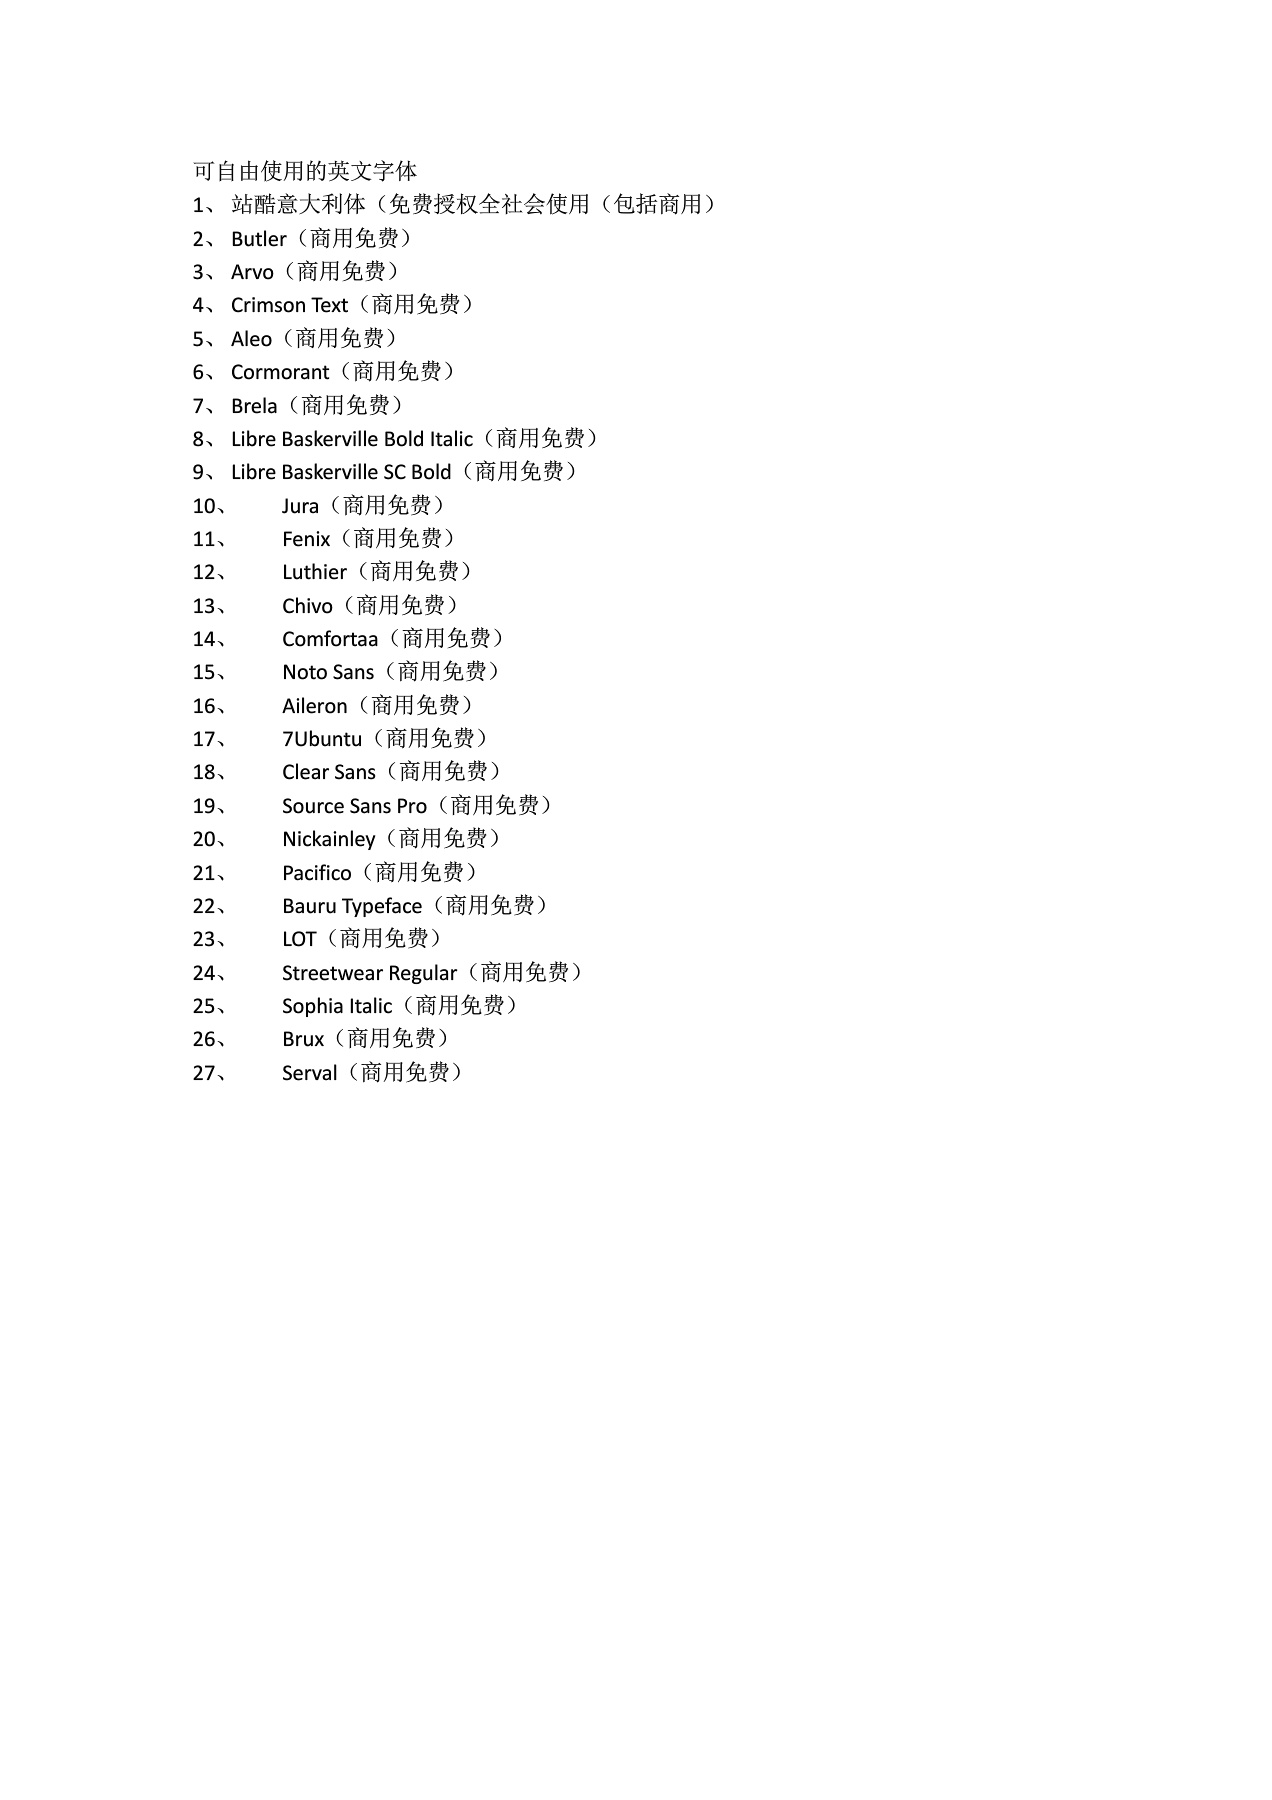 可自由使用的英文字体
1、 站酷意大利体（免费授权全社会使用（包括商用）
2、 Butler（商用免费）
3、 Arvo（商用免费）
4、 Crimson Text（商用免费）
5、 Aleo（商用免费）
6、 Cormorant（商用免费）
7、 Brela（商用免费）
8、 Libre Baskerville Bold Italic（商用免费）
9、 Libre Baskerville SC Bold（商用免费）
10、 Jura（商用免费）
11、 Fenix（商用免费）
12、 Luthier（商用免费）
13、 Chivo（商用免费）
14、 Comfortaa（商用免费）
15、 Noto Sans（商用免费）
16、 Aileron（商用免费）
17、 7Ubuntu（商用免费）
18、 Clear Sans（商用免费）
19、 Source Sans Pro（商用免费）
20、 Nickainley（商用免费）
21、 Pacifico（商用免费）
22、 Bauru Typeface（商用免费）
23、 LOT（商用免费）
24、 Streetwear Regular（商用免费）
25、 Sophia Italic（商用免费）
26、 Brux（商用免费）
27、 Serval（商用免费）